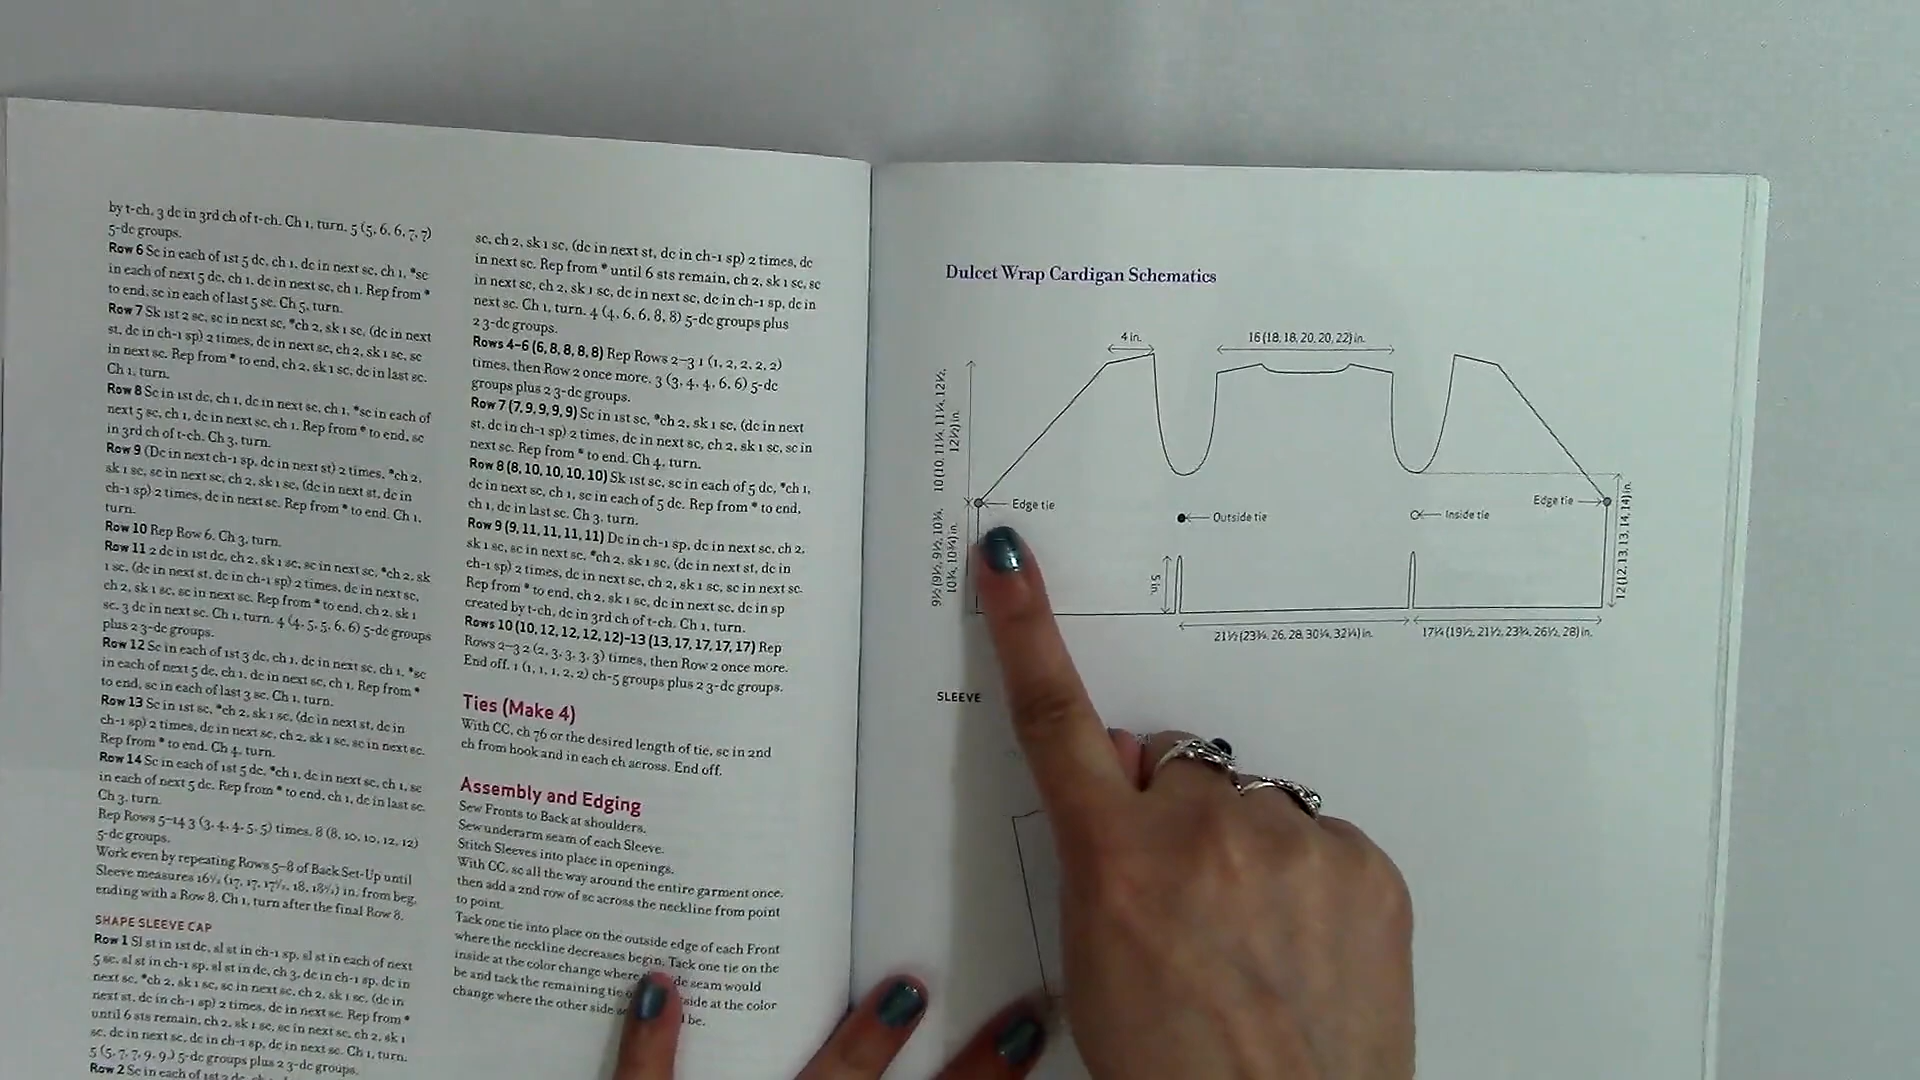 by t-ch, 3 dc in 3rd ch of t-ch. Ch 1, turn. 5 (5, 6, 6, 7, 7)
5-dc groups.
Row 6 Sc in each of 1st 5 dc, ch 1, dc in next sc, ch 1, *sc
in each of next 5 dc, ch 1, dc in next sc, ch 1. Rep from *
to end, sc in each of last 5 sc. Ch 5, turn.
Row 7 Sk 1st 2 sc, sc in next sc, *ch 2, sk 1 sc, (dc in next
st, dc in ch-1 sp) 2 times, dc in next sc, ch 2, sk 1 sc, sc
in next sc. Rep from * to end, ch 2, sk 1 sc, dc in last sc.
Ch 1, turn.
Row 8 Sc in 1st dc, ch 1, dc in next sc, ch 1, *sc in each of
next 5 sc, ch 1, dc in next sc, ch 1. Rep from * to end, sc
in 3rd ch of t-ch. Ch 3, turn.
Row 9 (Dc in next ch-1 sp, dc in next st) 2 times, *ch 2,
sk 1 sc, sc in next sc, ch 2, sk 1 sc, (dc in next st, dc in
ch-1 sp) 2 times, dc in next sc. Rep from * to end. Ch 1,
turn.
Row 10 Rep Row 6. Ch 3, turn.
Row 11 2 dc in 1st dc, ch 2, sk 1 sc, sc in next sc, *ch 2, sk
1 sc, (dc in next st, dc in ch-1 sp) 2 times, dc in next sc,
ch 2, sk 1 sc, sc in next sc. Rep from * to end, ch 2, sk 1
sc, 3 dc in next sc. Ch 1, turn. 4 (4, 5, 5, 6, 6) 5-dc groups
plus 2 3-dc groups.
Row 12 Sc in each of 1st 3 dc, ch 1, dc in next sc, ch 1, *sc
in each of next 5 dc, ch 1, dc in next sc, ch 1. Rep from *
to end, sc in each of last 3 sc. Ch 1, turn.
Row 13 Sc in 1st sc, *ch 2, sk 1 sc, (dc in next st, dc in
ch-1 sp) 2 times, dc in next sc, ch 2, sk 1 sc, sc in next sc.
Rep from * to end. Ch 4, turn.
Row 14 Sc in each of 1st 5 dc, *ch 1, dc in next sc, ch 1, sc
in each of next 5 dc. Rep from * to end, ch 1, dc in last sc.
Ch 3, turn.
Rep Rows 5–14 3 (3, 4, 4, 5, 5) times. 8 (8, 10, 10, 12, 12)
5-dc groups.
Work even by repeating Rows 5–8 of Back Set-Up until
Sleeve measures 16½ (17, 17, 17½, 18, 18½) in. from beg,
ending with a Row 8. Ch 1, turn after the final Row 8.
SHAPE SLEEVE CAP
Row 1 Sl st in 1st dc, sl st in ch-1 sp, sl st in each of next
5 sc, sl st in ch-1 sp, sl st in dc, ch 3, dc in ch-1 sp, dc in
next sc, *ch 2, sk 1 sc, sc in next sc, ch 2, sk 1 sc, (dc in
next st, dc in ch-1 sp) 2 times, dc in next sc. Rep from *
until 6 sts remain, ch 2, sk 1 sc, sc in next sc, ch 2, sk 1
sc, dc in next sc, dc in ch-1 sp, dc in next sc. Ch 1, turn.
5 (5, 7, 7, 9, 9,) 5-dc groups plus 2 3-dc groups.
Row 2 Sc in each of 1st 3 dc, ch 1,
sc, ch 2, sk 1 sc, (dc in next st, dc in ch-1 sp) 2 times, dc
in next sc. Rep from * until 6 sts remain, ch 2, sk 1 sc, sc
in next sc, ch 2, sk 1 sc, dc in next sc, dc in ch-1 sp, dc in
next sc. Ch 1, turn. 4 (4, 6, 6, 8, 8) 5-dc groups plus
2 3-dc groups.
Rows 4–6 (6, 8, 8, 8, 8) Rep Rows 2–3 1 (1, 2, 2, 2, 2)
times, then Row 2 once more. 3 (3, 4, 4, 6, 6) 5-dc
groups plus 2 3-dc groups.
Row 7 (7, 9, 9, 9, 9) Sc in 1st sc, *ch 2, sk 1 sc, (dc in next
st, dc in ch-1 sp) 2 times, dc in next sc, ch 2, sk 1 sc, sc in
next sc. Rep from * to end. Ch 4, turn.
Row 8 (8, 10, 10, 10, 10) Sk 1st sc, sc in each of 5 dc, *ch 1,
dc in next sc, ch 1, sc in each of 5 dc. Rep from * to end,
ch 1, dc in last sc. Ch 3, turn.
Row 9 (9, 11, 11, 11, 11) Dc in ch-1 sp, dc in next sc, ch 2,
sk 1 sc, sc in next sc, *ch 2, sk 1 sc, (dc in next st, dc in
ch-1 sp) 2 times, dc in next sc, ch 2, sk 1 sc, sc in next sc.
Rep from * to end, ch 2, sk 1 sc, dc in next sc, dc in sp
created by t-ch, dc in 3rd ch of t-ch. Ch 1, turn.
Rows 10 (10, 12, 12, 12, 12)–13 (13, 17, 17, 17, 17) Rep
Rows 2–3 2 (2, 3, 3, 3, 3) times, then Row 2 once more.
End off. 1 (1, 1, 1, 2, 2) ch-5 groups plus 2 3-dc groups.
Ties (Make 4)
With CC, ch 76 or the desired length of tie, sc in 2nd
ch from hook and in each ch across. End off.
Assembly and Edging
Sew Fronts to Back at shoulders.
Sew underarm seam of each Sleeve.
Stitch Sleeves into place in openings.
With CC, sc all the way around the entire garment once,
then add a 2nd row of sc across the neckline from point
to point.
Tack one tie into place on the outside edge of each Front
where the neckline decreases begin. Tack one tie on the
inside at the color change where side seam would
be and tack the remaining tie side at the color
change where the other side be.
Dulcet Wrap Cardigan Schematics
4 in.
16 (18, 18, 20, 20, 22) in.
10 (10, 11¼, 11¼, 12½,
12½) in.
Edge tie
Outside tie
Inside tie
Edge tie
9½ (9½, 9½, 10¾,
10¾, 10¾) in.
5 in.
12 (12, 13, 13, 14, 14) in.
21½ (23¾, 26, 28, 30¼, 32¼) in.
17¼ (19½, 21½, 23¾, 26½, 28) in.
SLEEVE